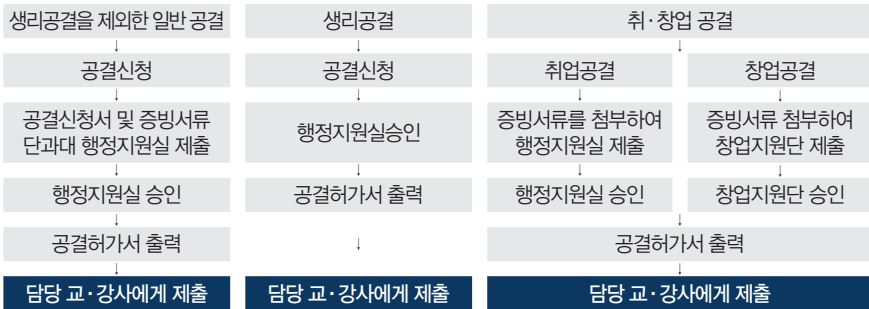 생리공결을 제외한 일반 공결
공결신청
공결신청서 및 증빙서류
단과대 행정지원실 제출
행정지원실 승인
공결허가서 출력
담당 교·강사에게 제출
생리공결
공결신청
행정지원실승인
공결허가서 출력
담당 교·강사에게 제출
취·창업 공결
취업공결
증빙서류를 첨부하여
행정지원실 제출
행정지원실 승인
창업공결
증빙서류 첨부하여
창업지원단 제출
창업지원단 승인
공결허가서 출력
담당 교·강사에게 제출